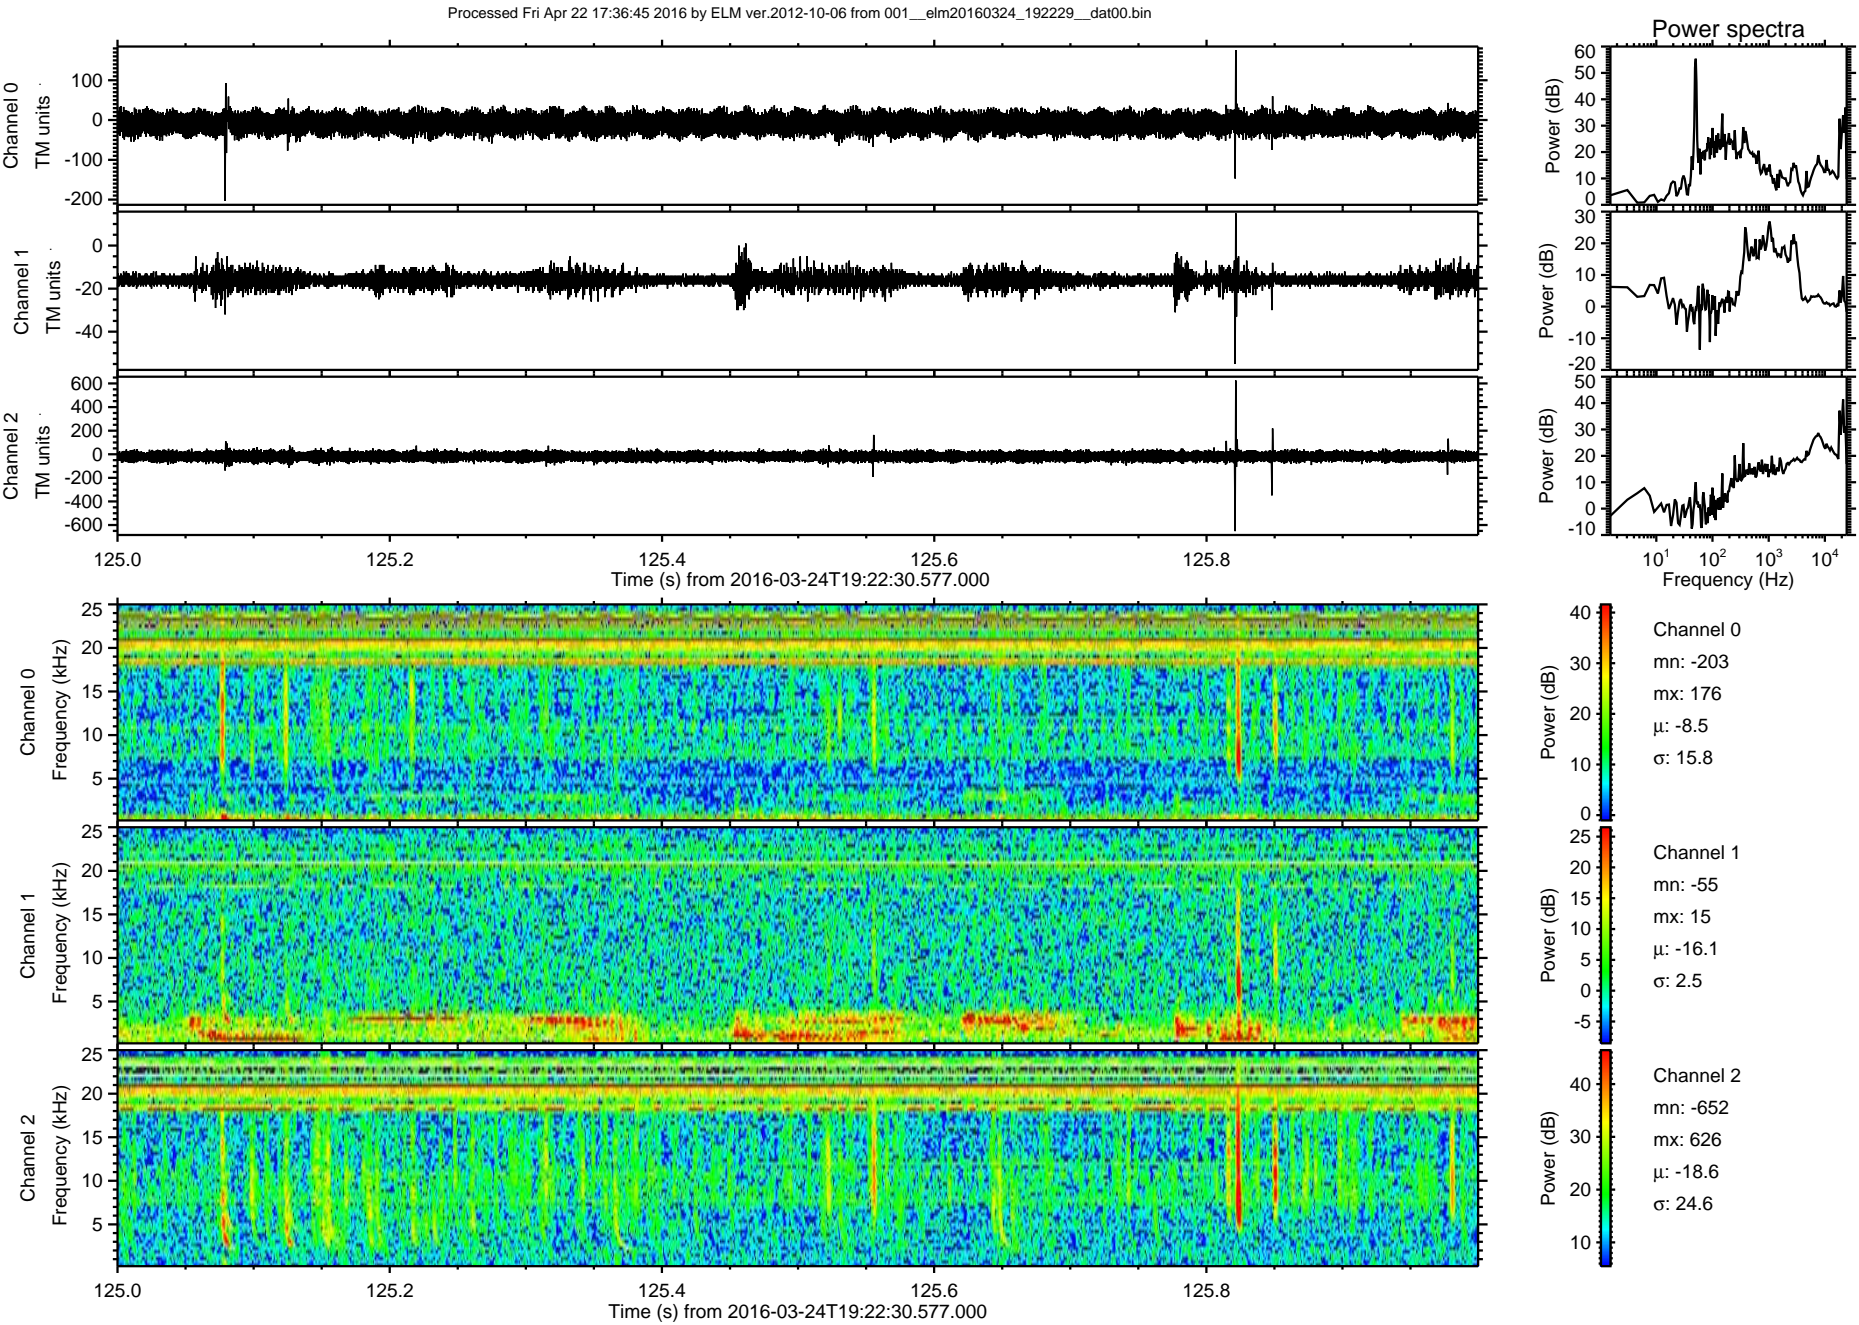 Processed Fri Apr 22 17:36:45 2016 by ELM ver.2012-10-06 from 001__elm20160324_192229__dat00.bin
Power spectra
Channel 0
TM units
100
0
-100
-200
Power (dB)
60
50
40
30
20
10
0
Channel 1
TM units
0
-20
-40
Power (dB)
30
20
10
0
-10
-20
Channel 2
TM units
600
400
200
0
-200
-400
-600
Power (dB)
50
40
30
20
10
0
-10
125.0 125.2 125.4 125.6 125.8
Time (s) from 2016-03-24T19:22:30.577.000
10^1 10^2 10^3 10^4
Frequency (Hz)
Channel 0
Frequency (kHz)
25
20
15
10
5
Power (dB)
40
30
20
10
0
Channel 0
mn: -203
mx: 176
μ: -8.5
σ: 15.8
Channel 1
Frequency (kHz)
25
20
15
10
5
Power (dB)
25
20
15
10
5
0
-5
Channel 1
mn: -55
mx: 15
μ: -16.1
σ: 2.5
Channel 2
Frequency (kHz)
25
20
15
10
5
Power (dB)
40
30
20
10
Channel 2
mn: -652
mx: 626
μ: -18.6
σ: 24.6
125.0 125.2 125.4 125.6 125.8
Time (s) from 2016-03-24T19:22:30.577.000